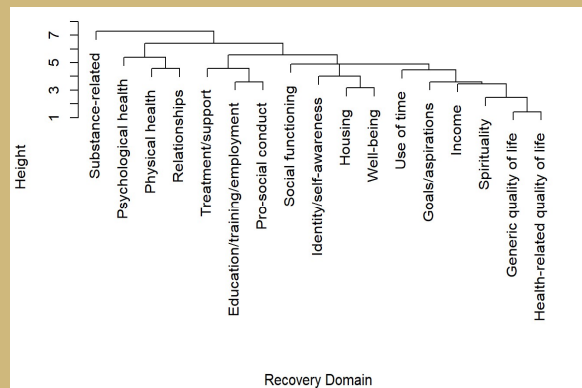 Height
7
5
3
1
Substance-related
Psychological health
Physical health
Relationships
Treatment/support
Education/training/employment
Pro-social conduct
Social functioning
Identity/self-awareness
Housing
Well-being
Use of time
Goals/aspirations
Income
Spirituality
Generic quality of life
Health-related quality of life
Recovery Domain